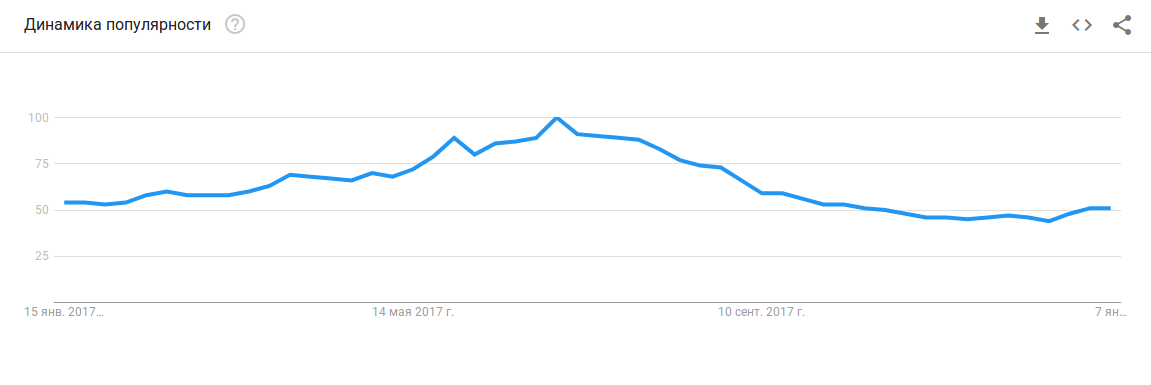 Динамика популярности ?
100
75
50
25
15 янв. 2017…
14 мая 2017 г.
10 сент. 2017 г.
7 ян…